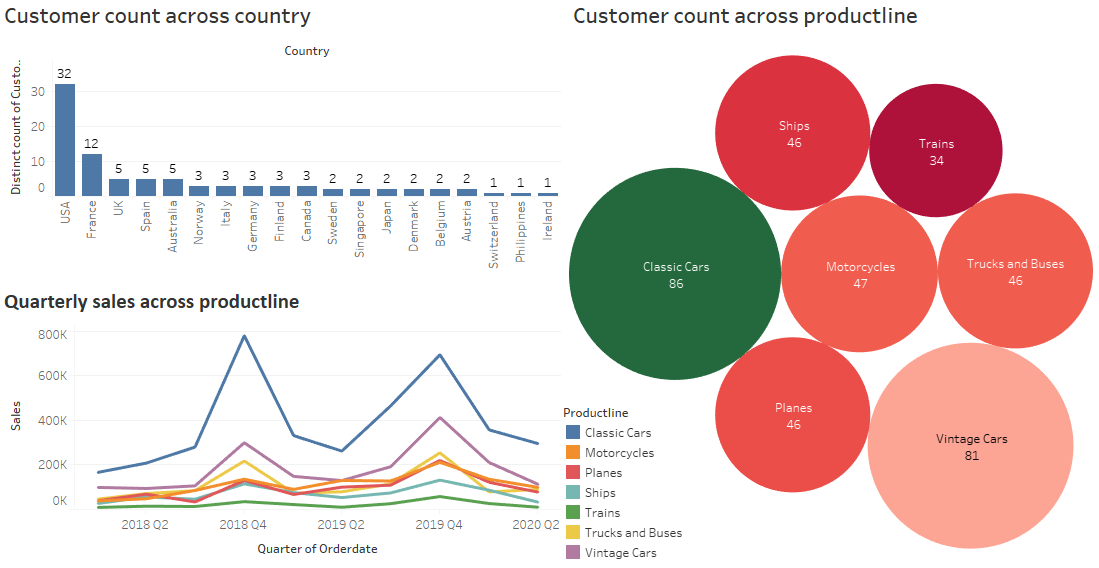 Customer count across country
Country
Distinct count of Custo..
30
20
10
0
32
12
5
5
5
3
3
3
3
3
2
2
2
2
2
2
1
1
1
USA
France
UK
Spain
Australia
Norway
Italy
Germany
Finland
Canada
Sweden
Singapore
Japan
Denmark
Belgium
Austria
Switzerland
Philippines
Ireland
Quarterly sales across productline
Sales
800K
600K
400K
200K
0K
2018 Q2
2018 Q4
2019 Q2
2019 Q4
2020 Q2
Quarter of Orderdate
Customer count across productline
Ships
46
Trains
34
Classic Cars
86
Motorcycles
47
Trucks and Buses
46
Planes
46
Vintage Cars
81
Productline
Classic Cars
Motorcycles
Planes
Ships
Trains
Trucks and Buses
Vintage Cars